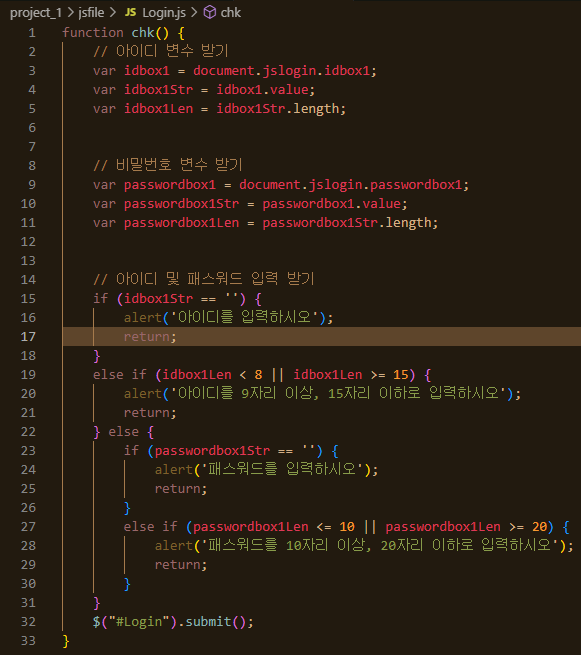 project_1 > jsfile > JS Login.js > chk
1 function chk() {
2 // 아이디 변수 받기
3 var idbox1 = document.jslogin.idbox1;
4 var idbox1Str = idbox1.value;
5 var idbox1Len = idbox1Str.length;
6
7
8 // 비밀번호 변수 받기
9 var passwordbox1 = document.jslogin.passwordbox1;
10 var passwordbox1Str = passwordbox1.value;
11 var passwordbox1Len = passwordbox1Str.length;
12
13
14 // 아이디 및 패스워드 입력 받기
15 if (idbox1Str == '') {
16 alert('아이디를 입력하시오');
17 return;
18 }
19 else if (idbox1Len < 8 || idbox1Len >= 15) {
20 alert('아이디를 9자리 이상, 15자리 이하로 입력하시오');
21 return;
22 } else {
23 if (passwordbox1Str == '') {
24 alert('패스워드를 입력하시오');
25 return;
26 }
27 else if (passwordbox1Len <= 10 || passwordbox1Len >= 20) {
28 alert('패스워드를 10자리 이상, 20자리 이하로 입력하시오');
29 return;
30 }
31 }
32 $("#Login").submit();
33 }